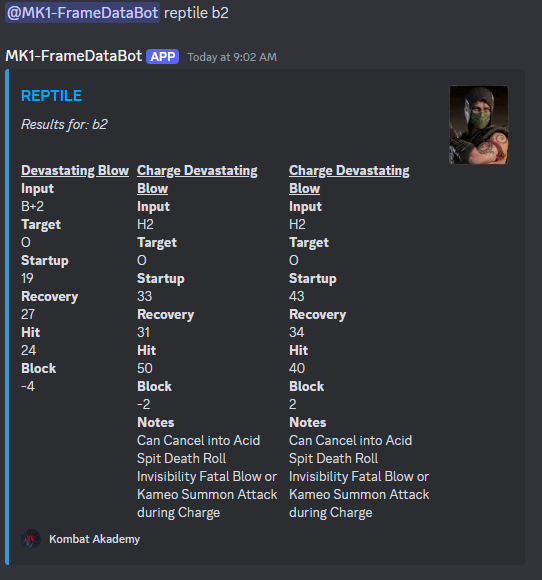 @MK1-FrameDataBot reptile b2
MK1-FrameDataBot APP Today at 9:02 AM
REPTILE
Results for: b2
Devastating Blow
Input
B+2
Target
O
Startup
19
Recovery
27
Hit
24
Block
-4
Charge Devastating
Blow
Input
H2
Target
O
Startup
33
Recovery
31
Hit
50
Block
-2
Notes
Can Cancel into Acid
Spit Death Roll
Invisibility Fatal Blow or
Kameo Summon Attack
during Charge
Charge Devastating
Blow
Input
H2
Target
O
Startup
43
Recovery
34
Hit
40
Block
2
Notes
Can Cancel into Acid
Spit Death Roll
Invisibility Fatal Blow or
Kameo Summon Attack
during Charge
Kombat Akademy